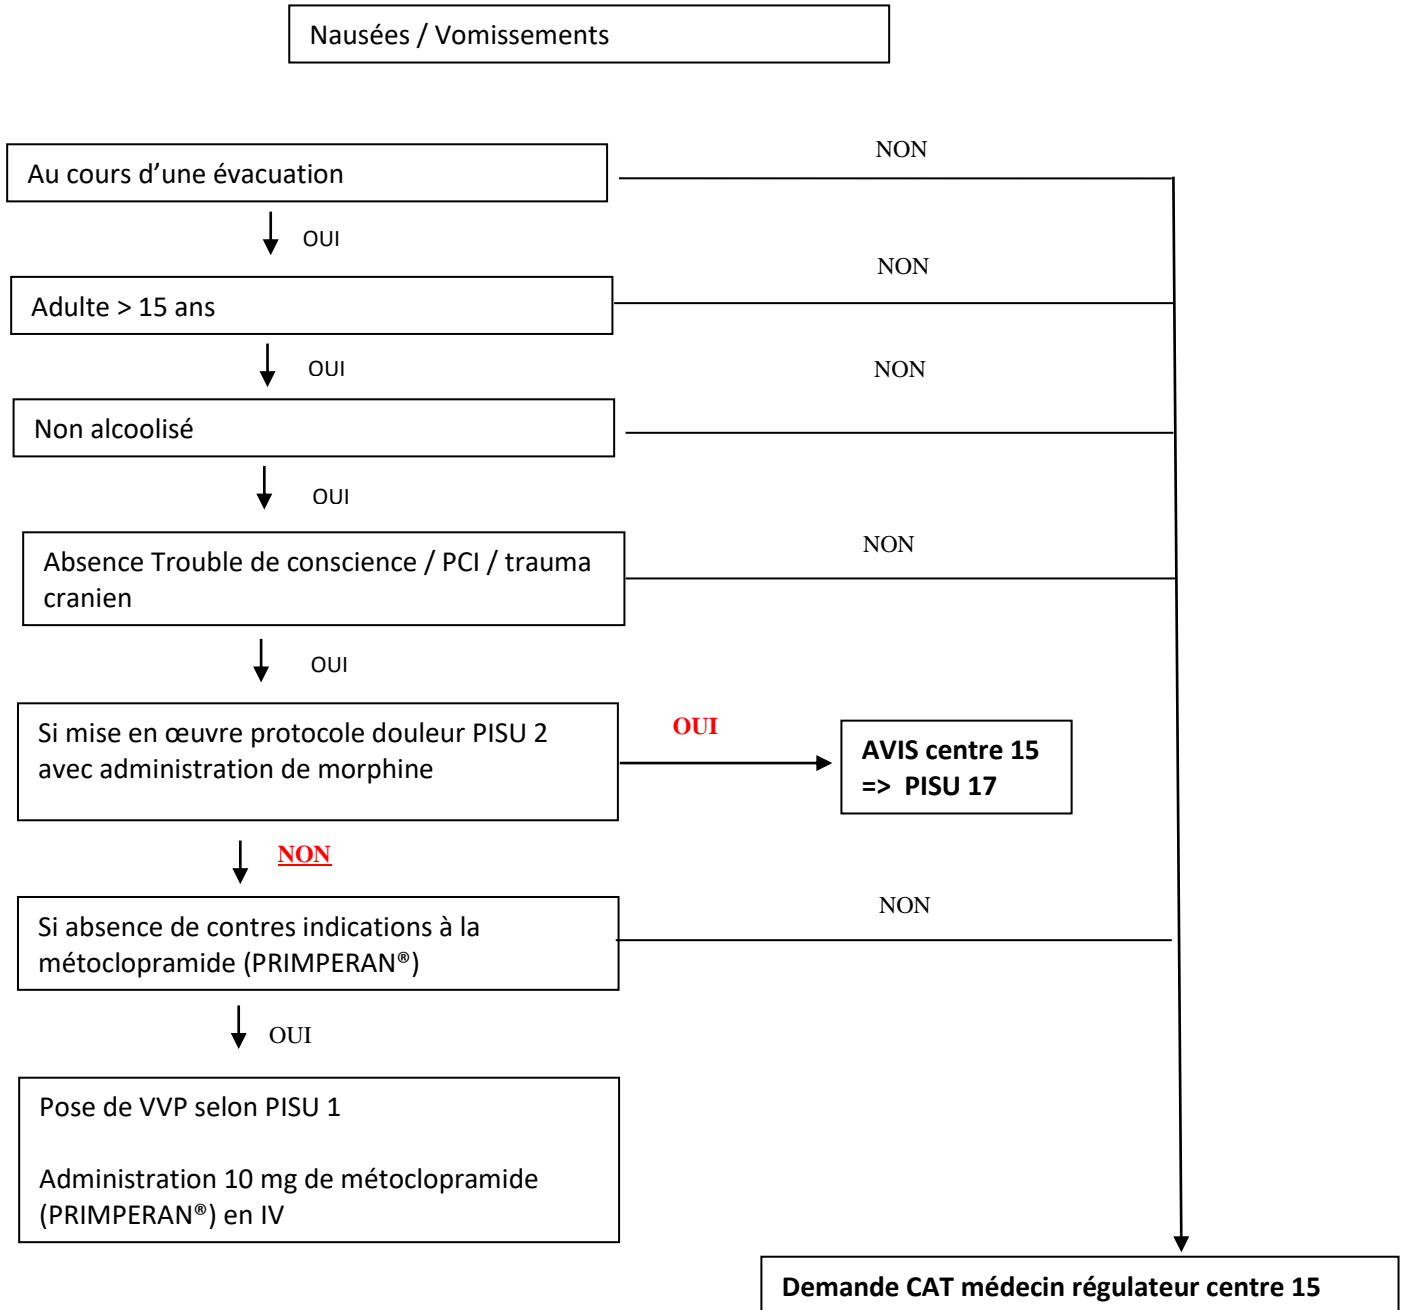 Nausées / Vomissements
NON
Au cours d’une évacuation
OUI
NON
Adulte > 15 ans
OUI
NON
Non alcoolisé
OUI
NON
Absence Trouble de conscience / PCI / trauma
cranien
OUI
Si mise en œuvre protocole douleur PISU 2
avec administration de morphine
OUI
AVIS centre 15
=> PISU 17
NON
Si absence de contres indications à la
métoclopramide (PRIMPERAN®)
NON
OUI
Pose de VVP selon PISU 1
Administration 10 mg de métoclopramide
(PRIMPERAN®) en IV
Demande CAT médecin régulateur centre 15